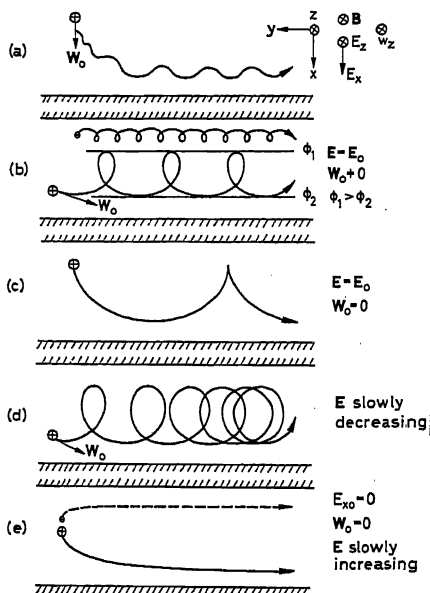 (a)
W₀
y
z
x
B
E_z
w_z
E_x
(b)
W₀
ϕ₁
ϕ₂
E=E₀
W₀≠0
ϕ₁>ϕ₂
(c)
E=E₀
W₀=0
(d)
W₀
E slowly
decreasing
(e)
E_xo=0
W₀=0
E slowly
increasing